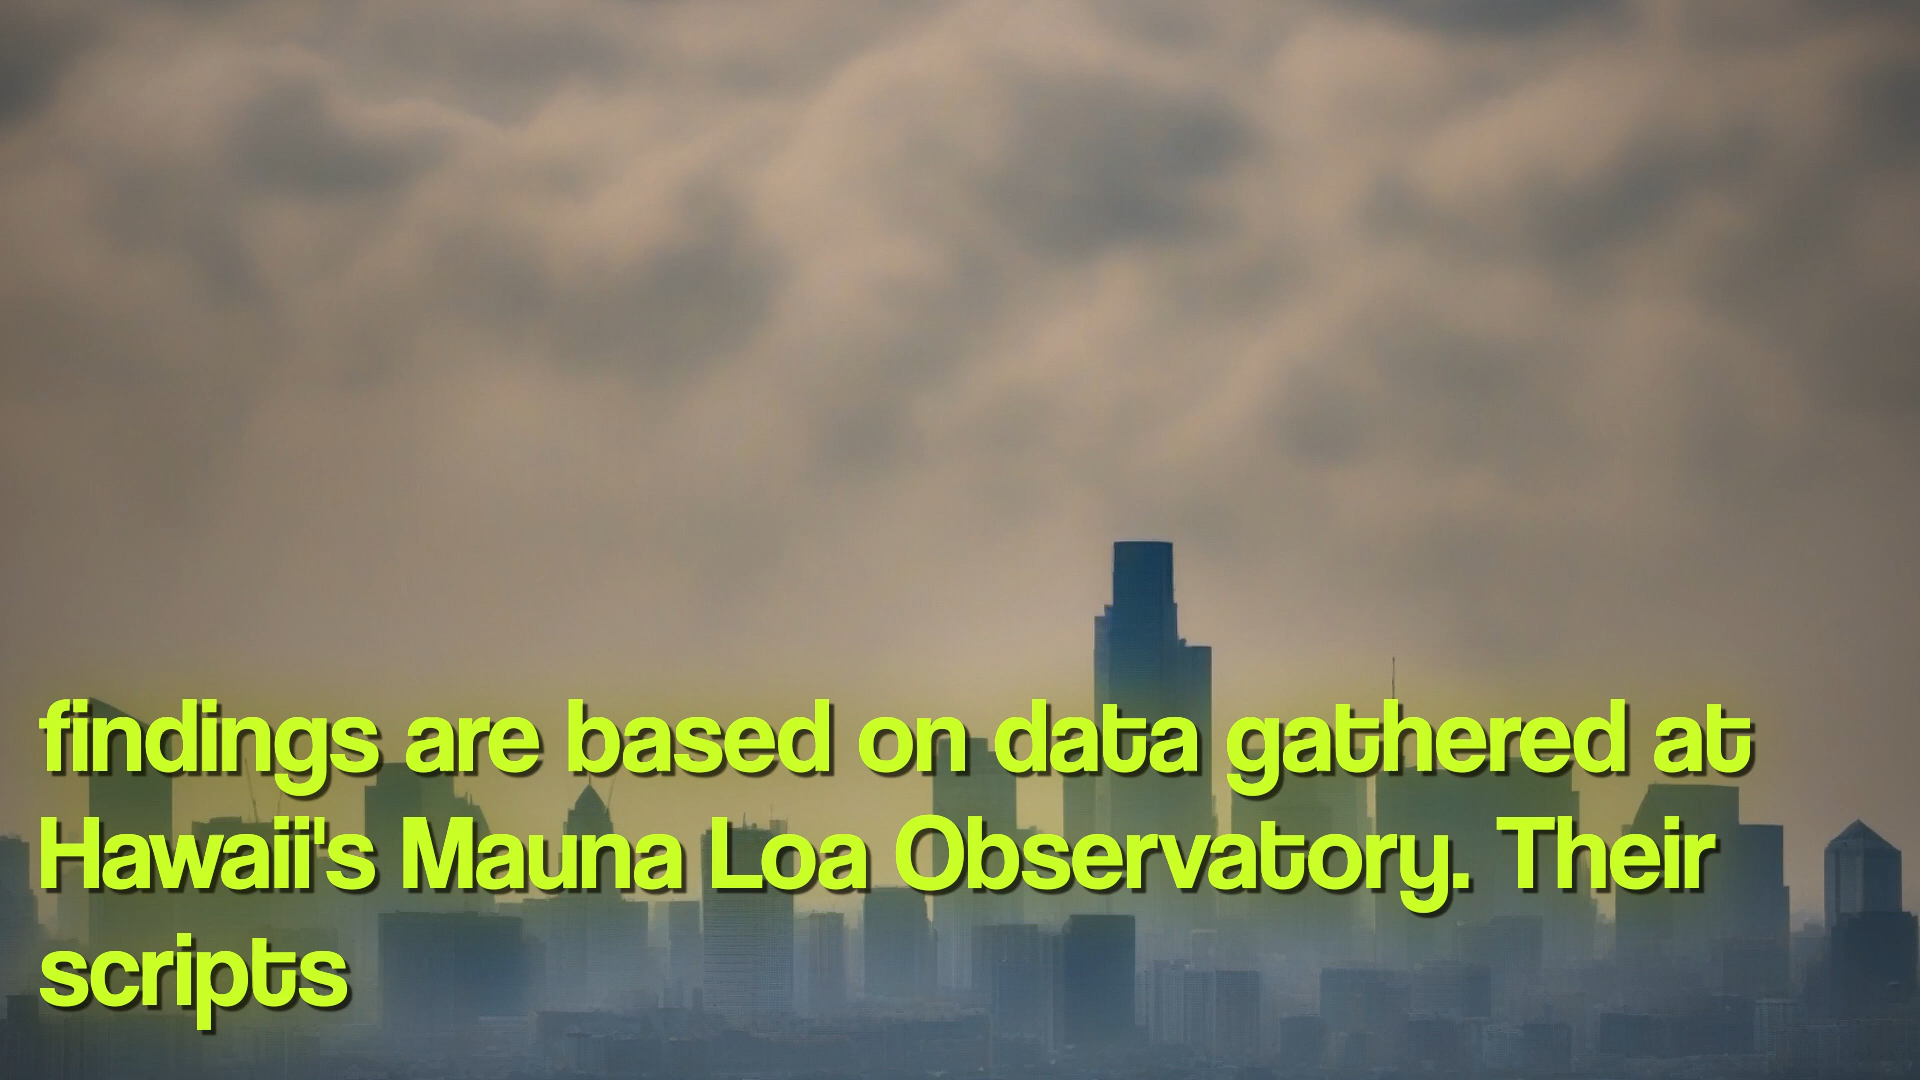 findings are based on data gathered at
Hawaii's Mauna Loa Observatory. Their
scripts